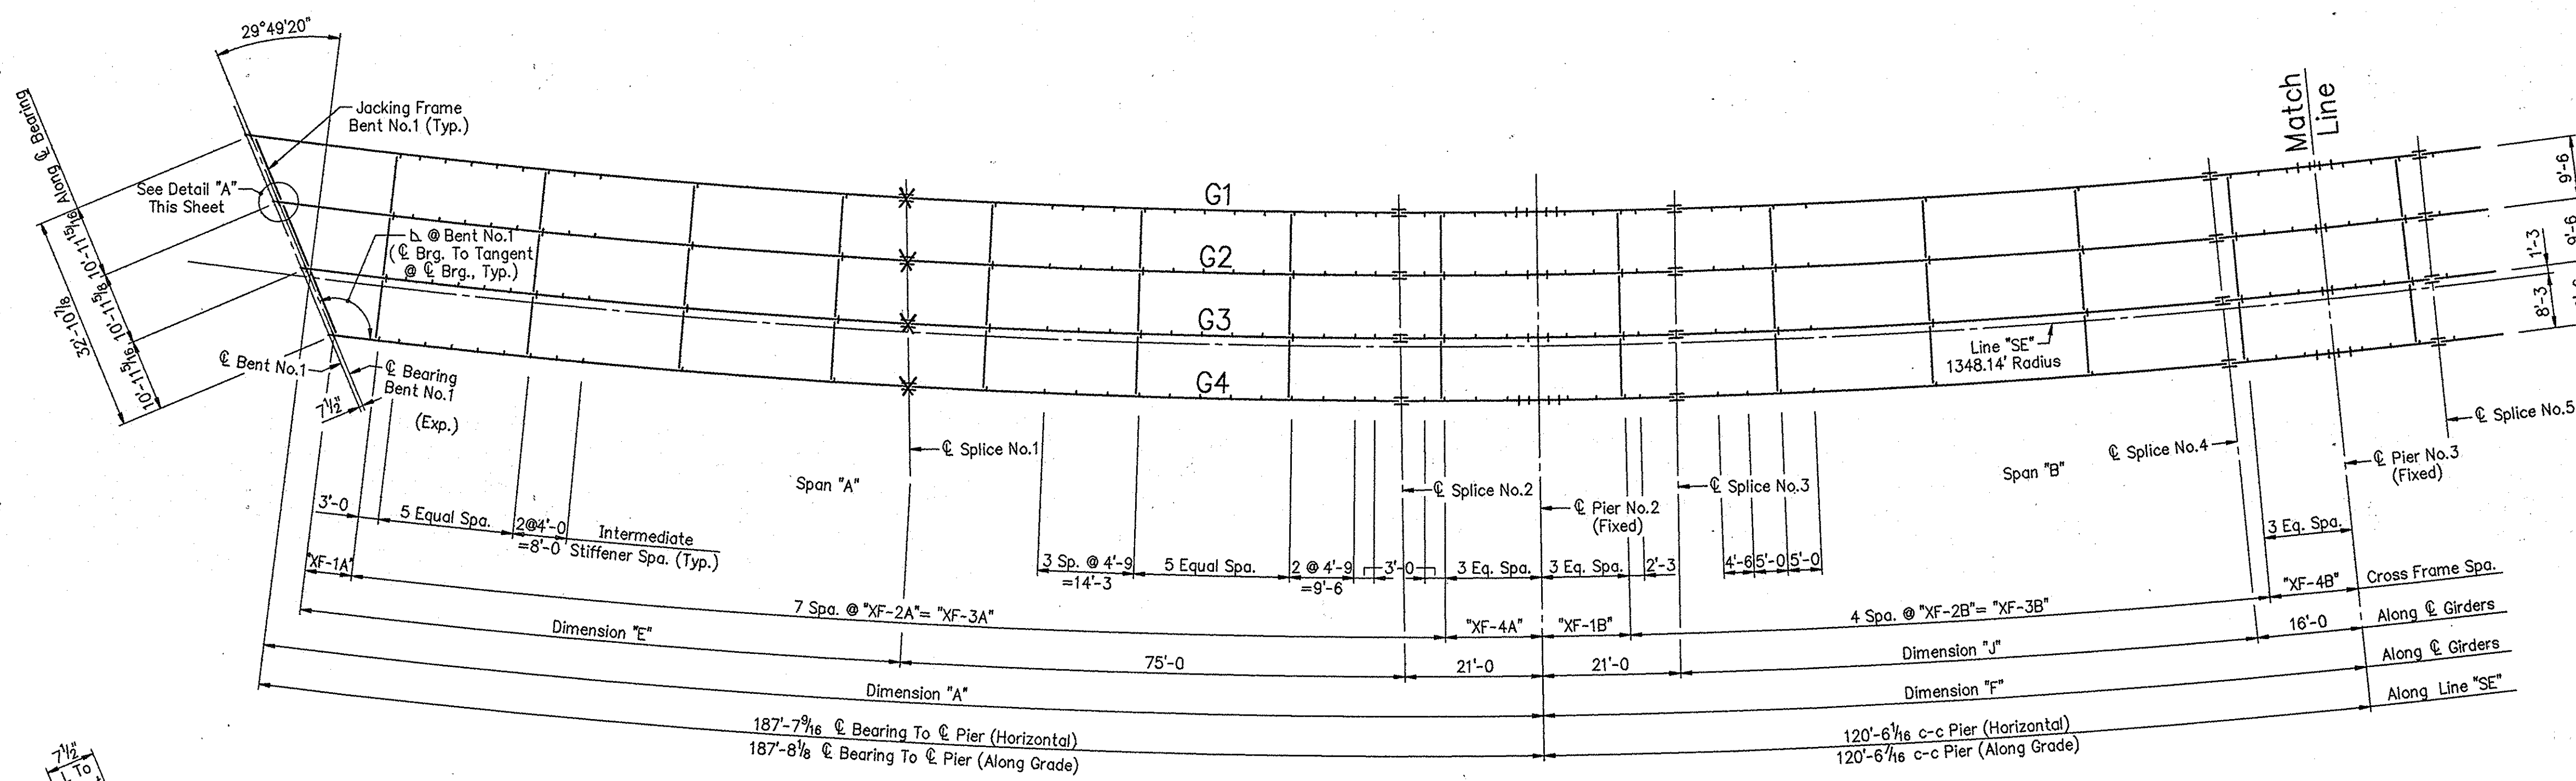 29°49'20"
Jacking Frame
Bent No.1 (Typ.)
Along ℄ Bearing
10'-11 15/16
10'-11 5/8
10'-11 5/16
32'-10 7/8
See Detail "A"
This Sheet
⊾ @ Bent No.1
(℄ Brg. To Tangent
@ ℄ Brg., Typ.)
℄ Bent No.1
℄ Bearing
Bent No.1
(Exp.)
7 1/2"
G1
G2
G3
G4
Match
Line
9'-6
9'-6
1'-3
8'-3
Line "SE"
1348.14' Radius
Span "A"
Span "B"
℄ Splice No.1
℄ Splice No.2
℄ Pier No.2
(Fixed)
℄ Splice No.3
℄ Splice No.4
℄ Pier No.3
(Fixed)
℄ Splice No.5
3'-0
5 Equal Spa.
2@4'-0
=8'-0
Intermediate
Stiffener Spa. (Typ.)
3 Sp. @ 4'-9
=14'-3
5 Equal Spa.
2 @ 4'-9
=9'-6
3'-0
3 Eq. Spa.
3 Eq. Spa.
2'-3
4'-6
5'-0
5'-0
3 Eq. Spa.
"XF-1A"
7 Spa. @ "XF-2A"= "XF-3A"
"XF-4A"
"XF-1B"
4 Spa. @ "XF-2B"= "XF-3B"
"XF-4B"
Cross Frame Spa.
Dimension "E"
75'-0
21'-0
21'-0
Dimension "J"
16'-0
Along ℄ Girders
Dimension "A"
Dimension "F"
Along ℄ Girders
187'-7 9/16 ℄ Bearing To ℄ Pier (Horizontal)
187'-8 1/8 ℄ Bearing To ℄ Pier (Along Grade)
120'-6 1/16 c-c Pier (Horizontal)
120'-6 7/16 c-c Pier (Along Grade)
Along Line "SE"
7 1/2"
To